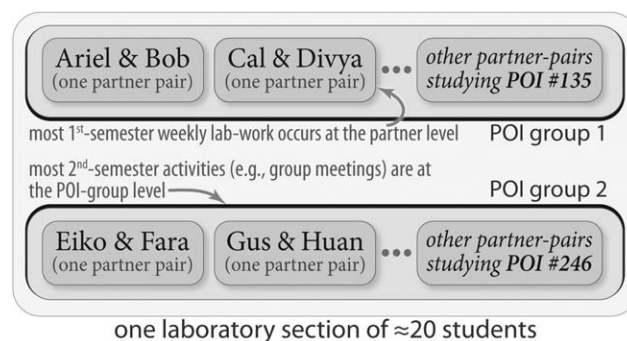 Ariel & Bob
(one partner pair)
Cal & Divya
(one partner pair)
•••
other partner-pairs
studying POI #135
most 1st-semester weekly lab-work occurs at the partner level
POI group 1
most 2nd-semester activities (e.g., group meetings) are at
the POI-group level
POI group 2
Eiko & Fara
(one partner pair)
Gus & Huan
(one partner pair)
•••
other partner-pairs
studying POI #246
one laboratory section of ≈20 students